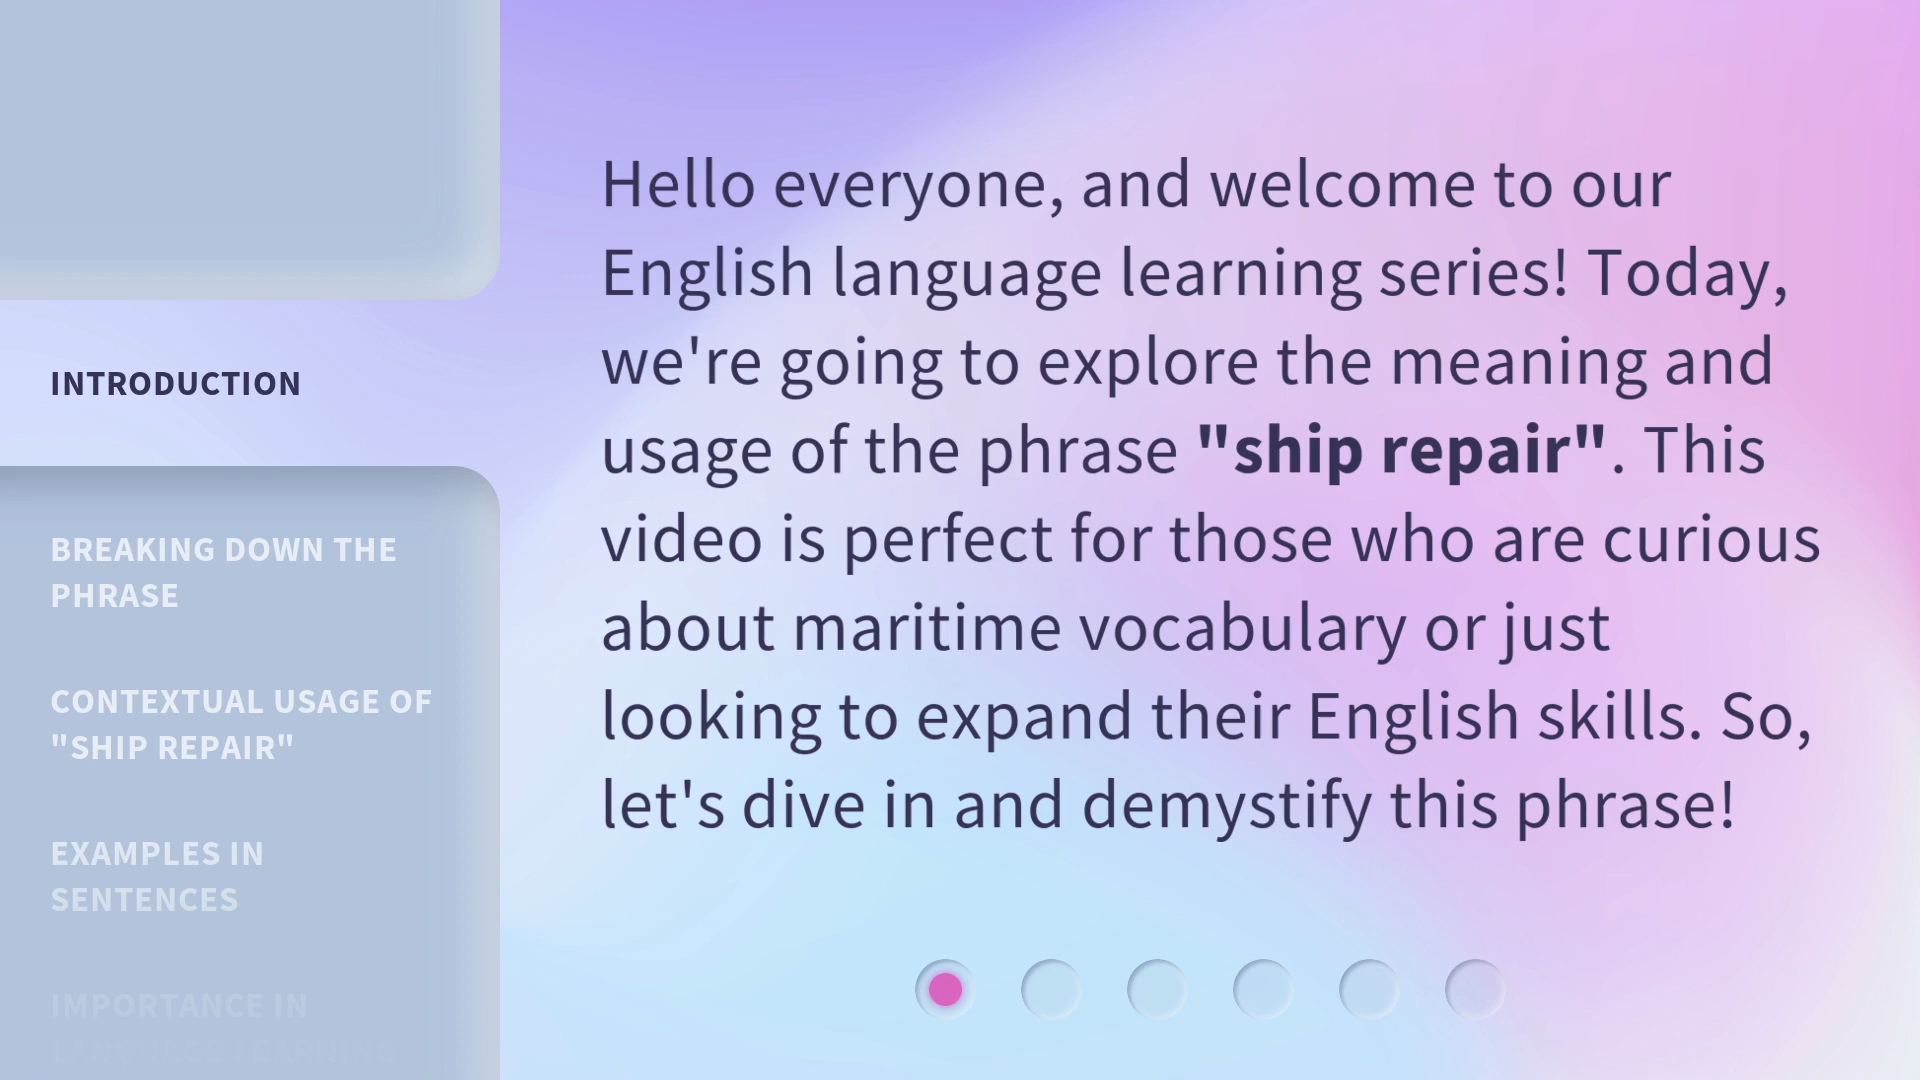 INTRODUCTION
BREAKING DOWN THE
PHRASE
CONTEXTUAL USAGE OF
"SHIP REPAIR"
EXAMPLES IN
SENTENCES
IMPORTANCE IN
LANGUAGE LEARNING
Hello everyone, and welcome to our
English language learning series! Today,
we're going to explore the meaning and
usage of the phrase "ship repair". This
video is perfect for those who are curious
about maritime vocabulary or just
looking to expand their English skills. So,
let's dive in and demystify this phrase!